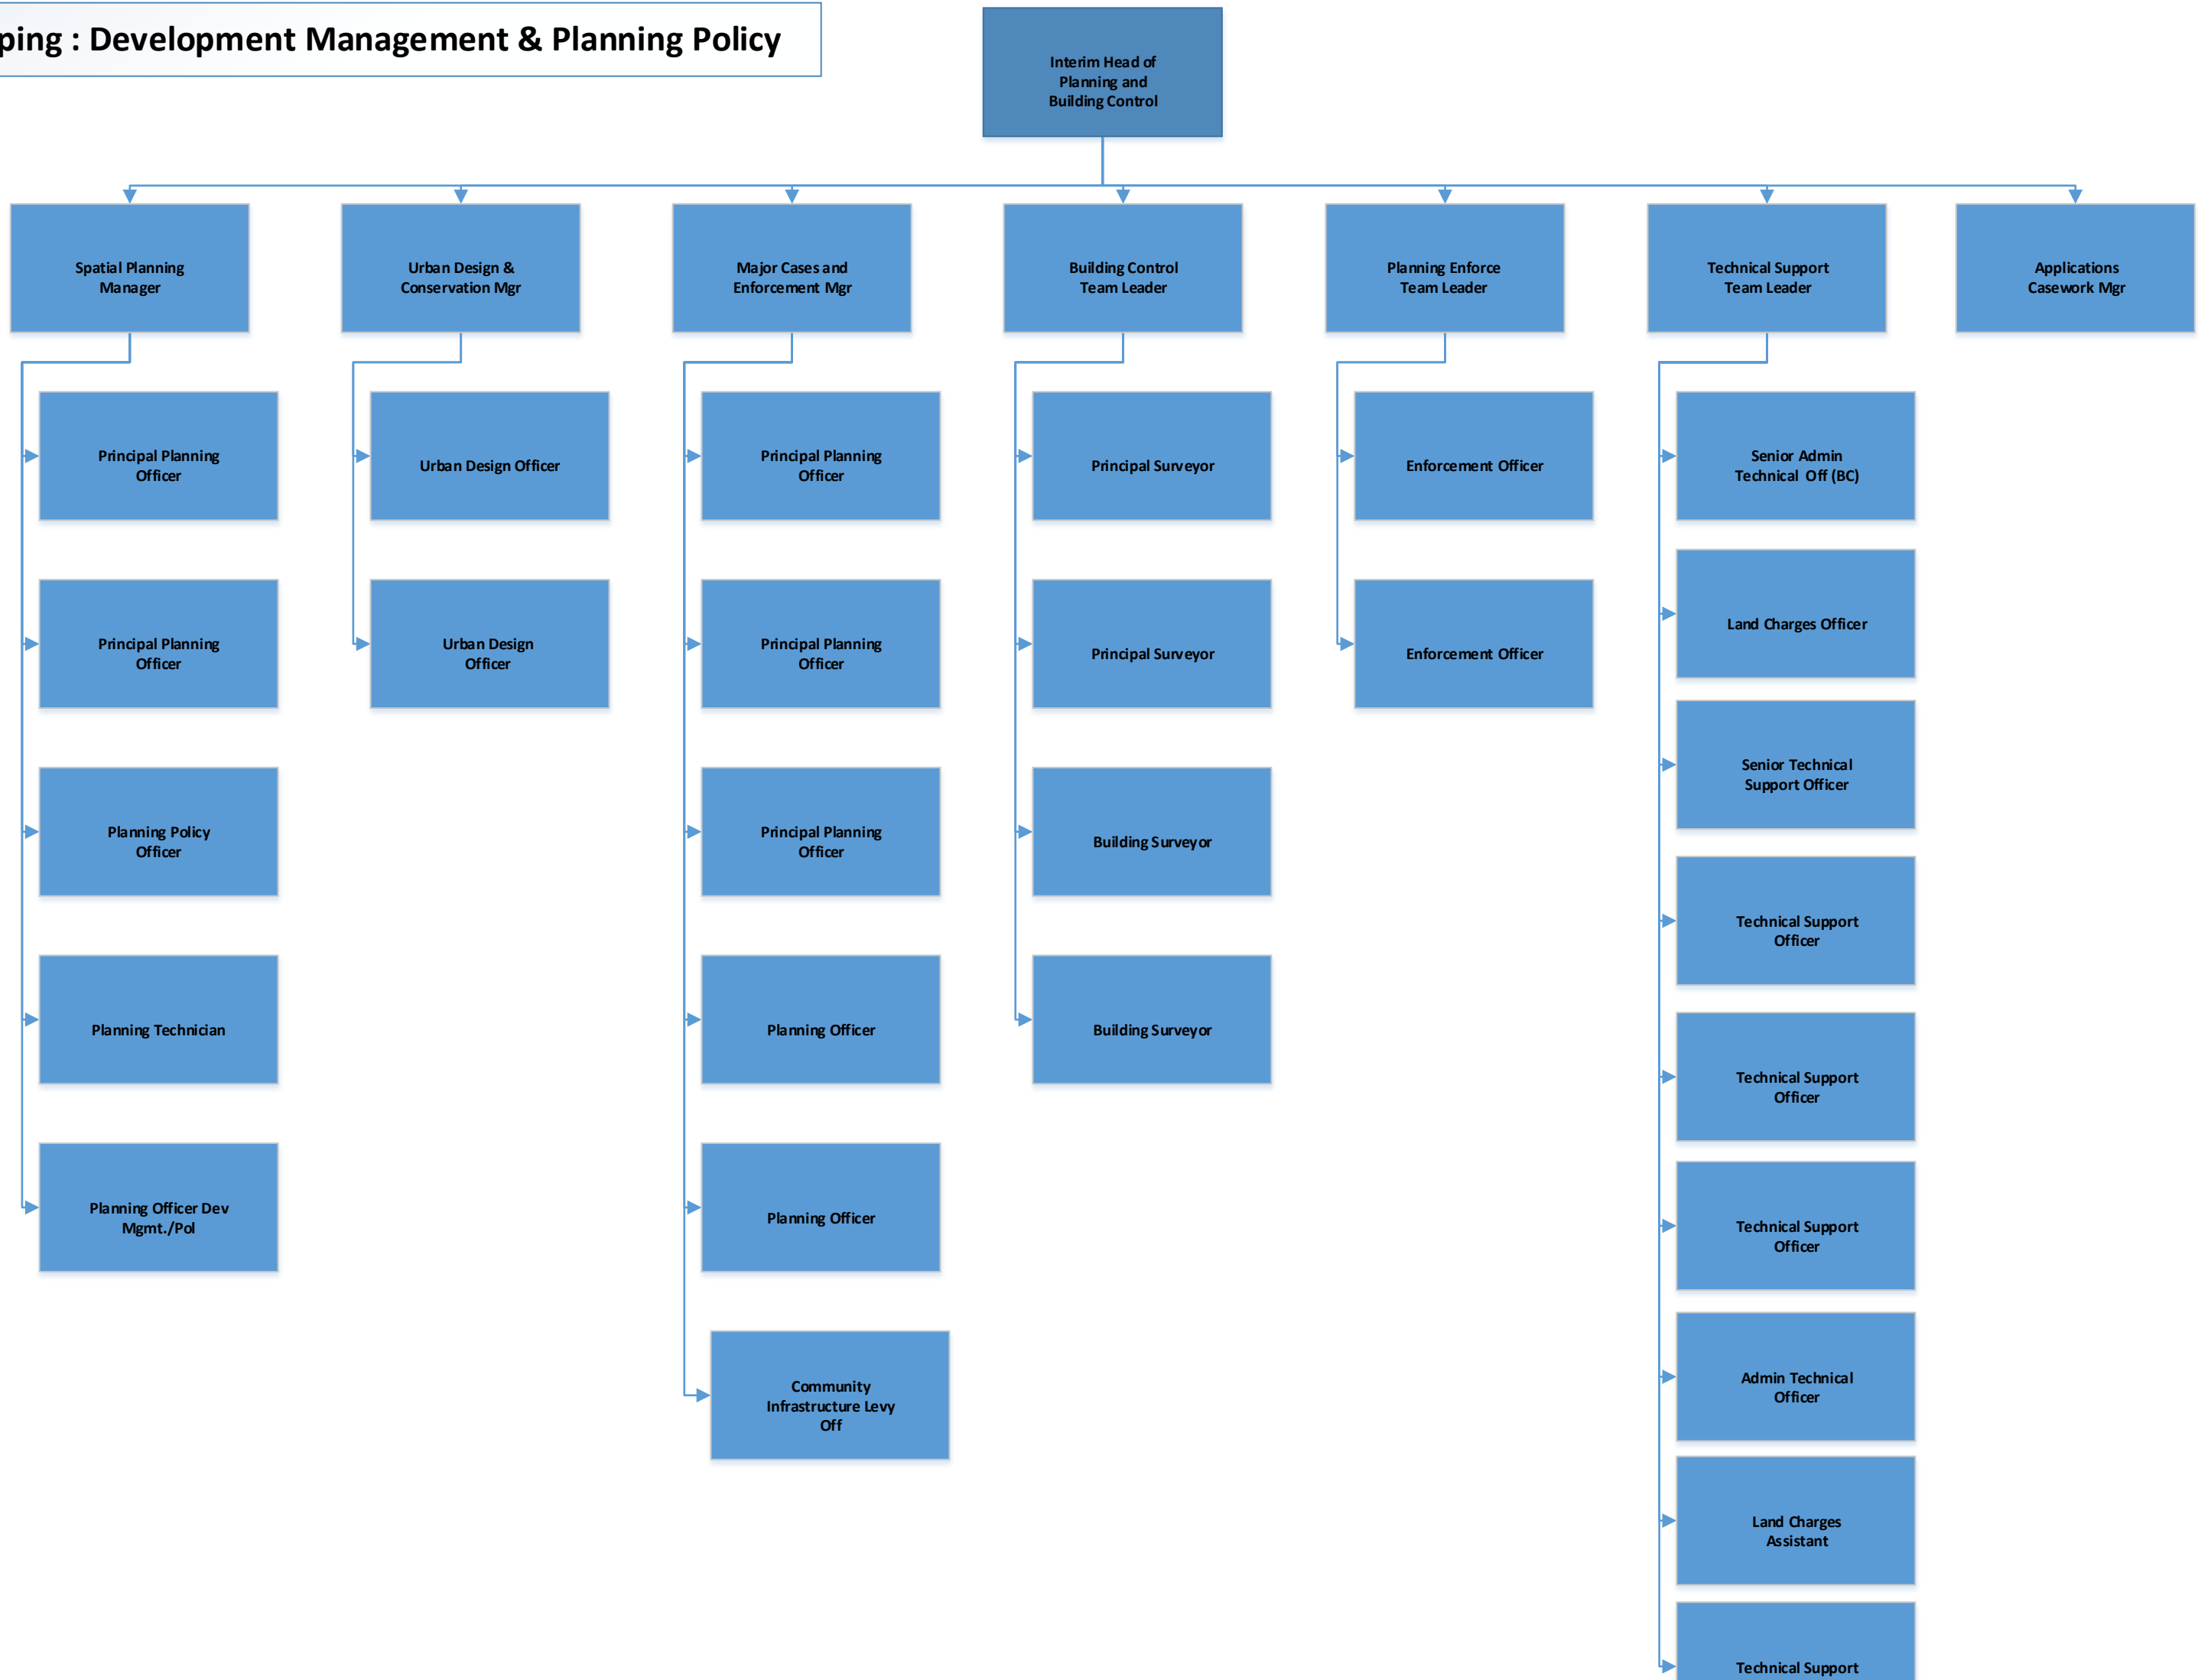 ping : Development Management & Planning Policy
Interim Head of
Planning and
Building Control
Spatial Planning
Manager
Urban Design &
Conservation Mgr
Major Cases and
Enforcement Mgr
Building Control
Team Leader
Planning Enforce
Team Leader
Technical Support
Team Leader
Applications
Casework Mgr
Principal Planning
Officer
Principal Planning
Officer
Planning Policy
Officer
Planning Technician
Planning Officer Dev
Mgmt./Pol
Urban Design Officer
Urban Design
Officer
Principal Planning
Officer
Principal Planning
Officer
Principal Planning
Officer
Planning Officer
Planning Officer
Community
Infrastructure Levy
Off
Principal Surveyor
Principal Surveyor
Building Surveyor
Building Surveyor
Enforcement Officer
Enforcement Officer
Senior Admin
Technical Off (BC)
Land Charges Officer
Senior Technical
Support Officer
Technical Support
Officer
Technical Support
Officer
Technical Support
Officer
Admin Technical
Officer
Land Charges
Assistant
Technical Support